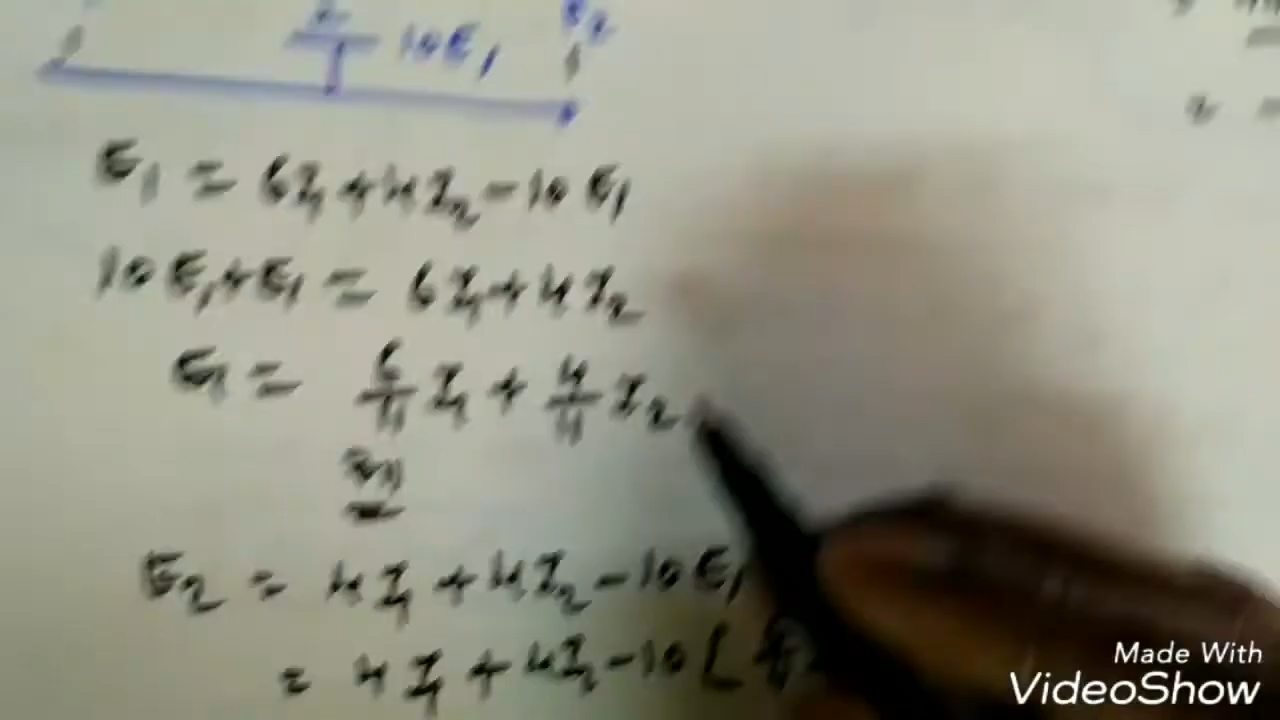 10E₁
E₁ = 6I₁ + 4I₂ - 10E₁
10E₁ + E₁ = 6I₁ + 4I₂
E₁ = 6/11 I₁ + 4/11 I₂
Z₁₁
E₂ = 4I₁ + 4I₂ - 10E₁
= 4I₁ + 4I₂ - 10 [
Made With
VideoShow